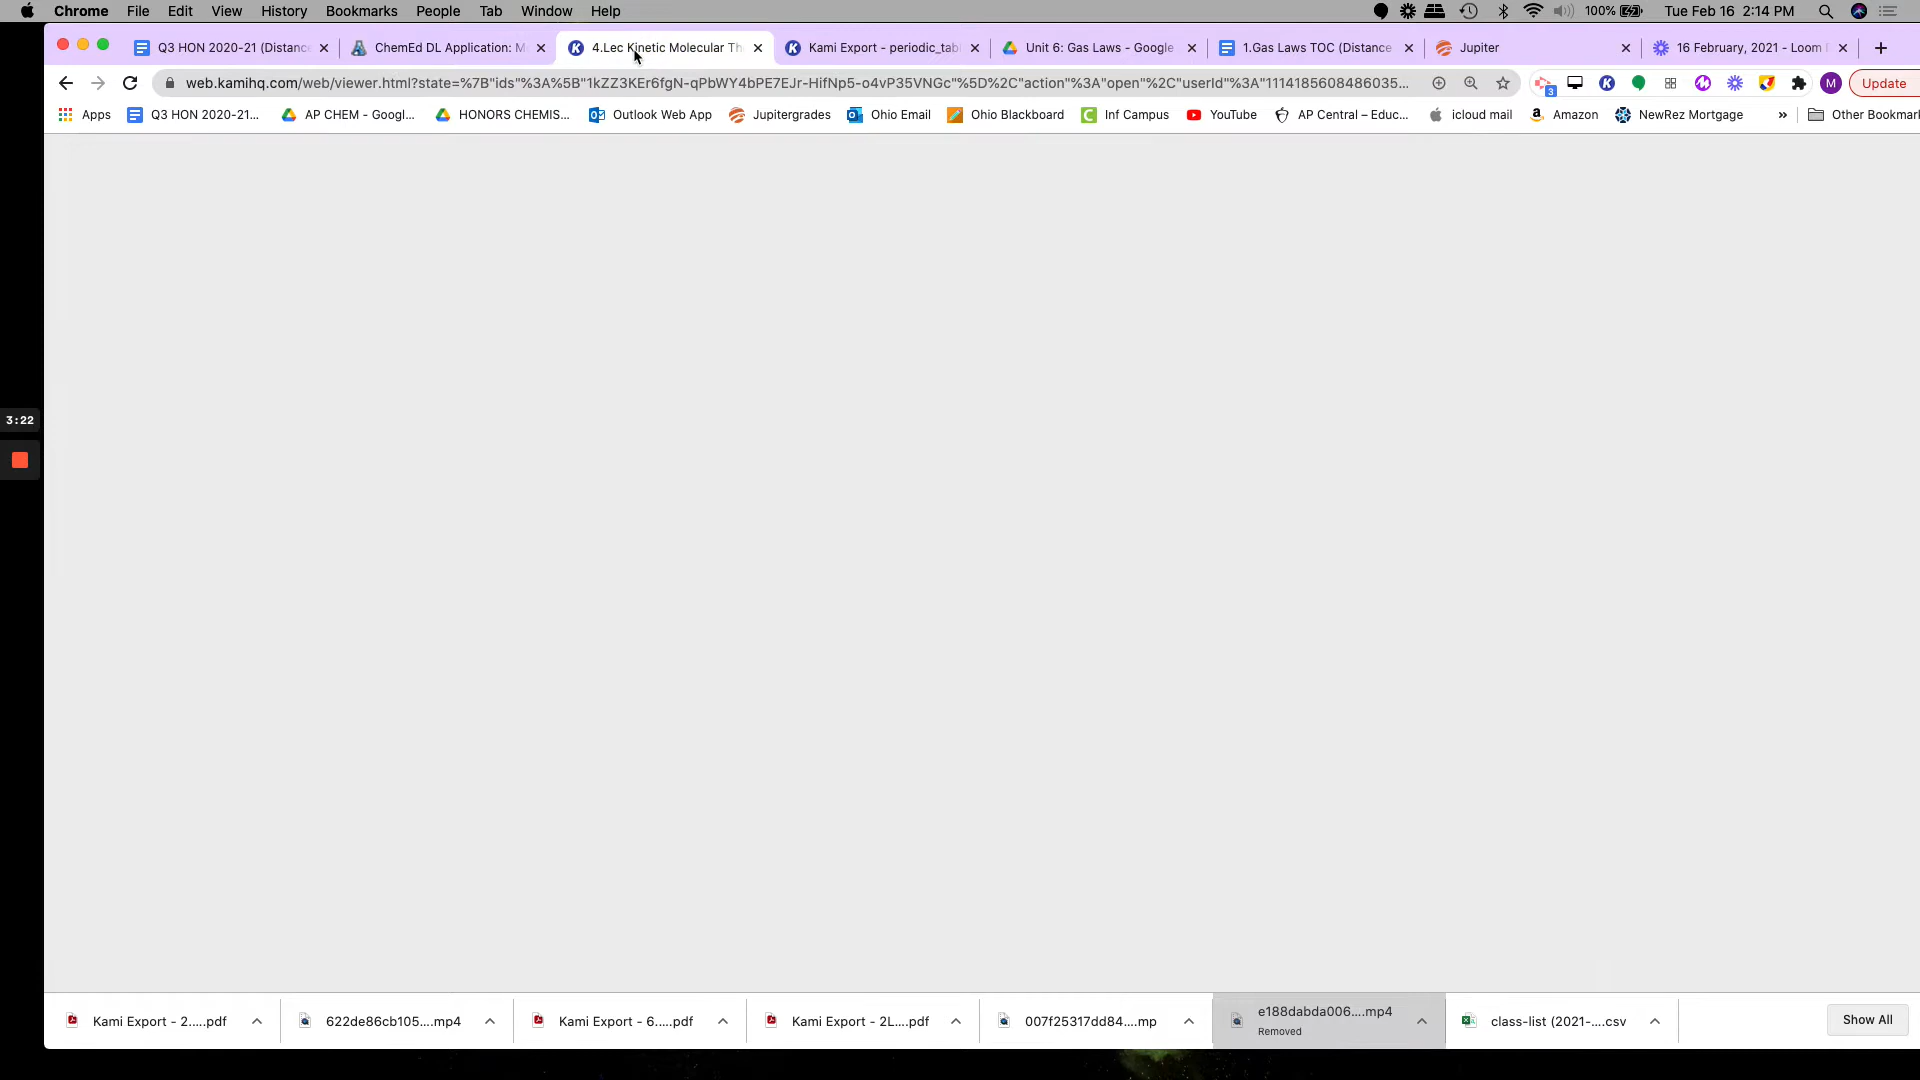 Chrome File Edit View History Bookmarks People Tab Window Help 100% Tue Feb 16 2:14 PM
Q3 HON 2020-21 (Distanc ChemEd DL Application: M 4.Lec Kinetic Molecular Th Kami Export - periodic_tabl Unit 6: Gas Laws - Google 1.Gas Laws TOC (Distance Jupiter 16 February, 2021 - Loom
web.kamihq.com/web/viewer.html?state=%7B"ids"%3A%5B"1kZZ3KEr6fgN-qPbWY4bPE7EJr-HifNp5-o4vP35VNGc"%5D%2C"action"%3A"open"%2C"userId"%3A"1114185608486035... 3 M Update
Apps Q3 HON 2020-21... AP CHEM - Googl... HONORS CHEMIS... Outlook Web App Jupitergrades Ohio Email Ohio Blackboard Inf Campus YouTube AP Central – Educ... icloud mail Amazon NewRez Mortgage » Other Bookmar
3:22
Kami Export - 2.....pdf 622de86cb105....mp4 Kami Export - 6.....pdf Kami Export - 2L....pdf 007f25317dd84....mp e188dabda006....mp4 class-list (2021-....csv Show All
Removed